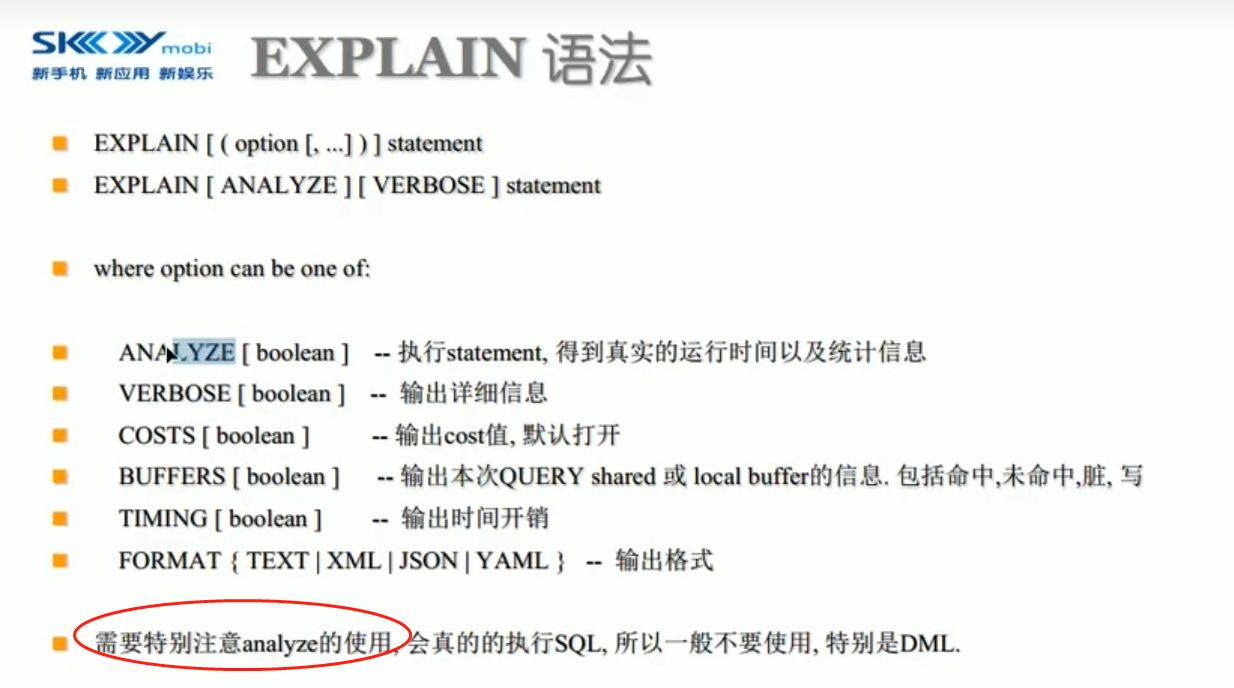 SKYmobi
新手机 新应用 新娱乐
EXPLAIN 语法
EXPLAIN [ ( option [, ...] ) ] statement
EXPLAIN [ ANALYZE ] [ VERBOSE ] statement
where option can be one of:
ANALYZE [ boolean ] -- 执行statement, 得到真实的运行时间以及统计信息
VERBOSE [ boolean ] -- 输出详细信息
COSTS [ boolean ] -- 输出cost值, 默认打开
BUFFERS [ boolean ] -- 输出本次QUERY shared 或 local buffer的信息. 包括命中,未命中,脏, 写
TIMING [ boolean ] -- 输出时间开销
FORMAT { TEXT | XML | JSON | YAML } -- 输出格式
需要特别注意analyze的使用, 会真的的执行SQL, 所以一般不要使用, 特别是DML.